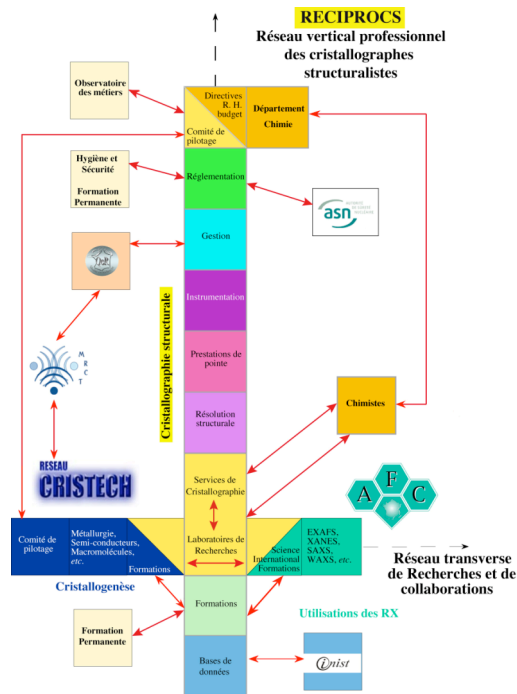 RECIPROCS
Réseau vertical professionnel
des cristallographes
structuralistes
Observatoire
des métiers
Directives
R. H.
budget
Comité de
pilotage
Département
Chimie
Hygiène et
Sécurité
Formation
Permanente
Réglementation
asn
Gestion
Instrumentation
Cristallographie structurale
Prestations de
pointe
M
R
C
T
Résolution
structurale
Chimistes
RESEAU
CRISTECH
Services de
Cristallographie
A
F
C
Comité de
pilotage
Métallurgie,
Semi-conducteurs,
Macromolécules,
etc.
Formations
Laboratoires de
Recherches
Science
International
Formations
EXAFS,
XANES,
SAXS,
WAXS, etc.
Réseau transverse
de Recherches et de
collaborations
Cristallogenèse
Formations
Utilisations des RX
Formation
Permanente
Bases de
données
inist